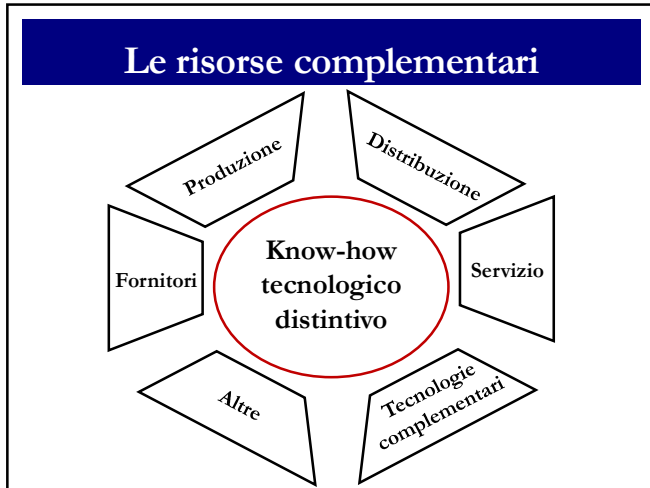 Le risorse complementari
Produzione
Distribuzione
Fornitori
Know-how
tecnologico
distintivo
Servizio
Altre
Tecnologie
complementari